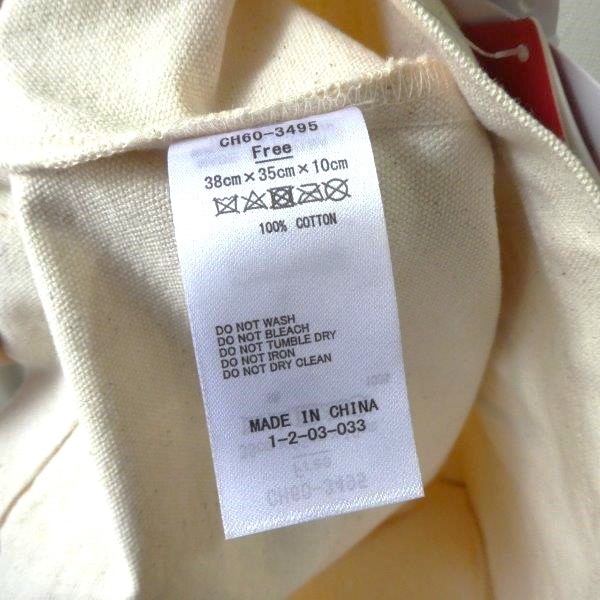 CH60-3495
Free
38cm×35cm×10cm
100% COTTON
DO NOT WASH
DO NOT BLEACH
DO NOT TUMBLE DRY
DO NOT IRON
DO NOT DRY CLEAN
MADE IN CHINA
1-2-03-033